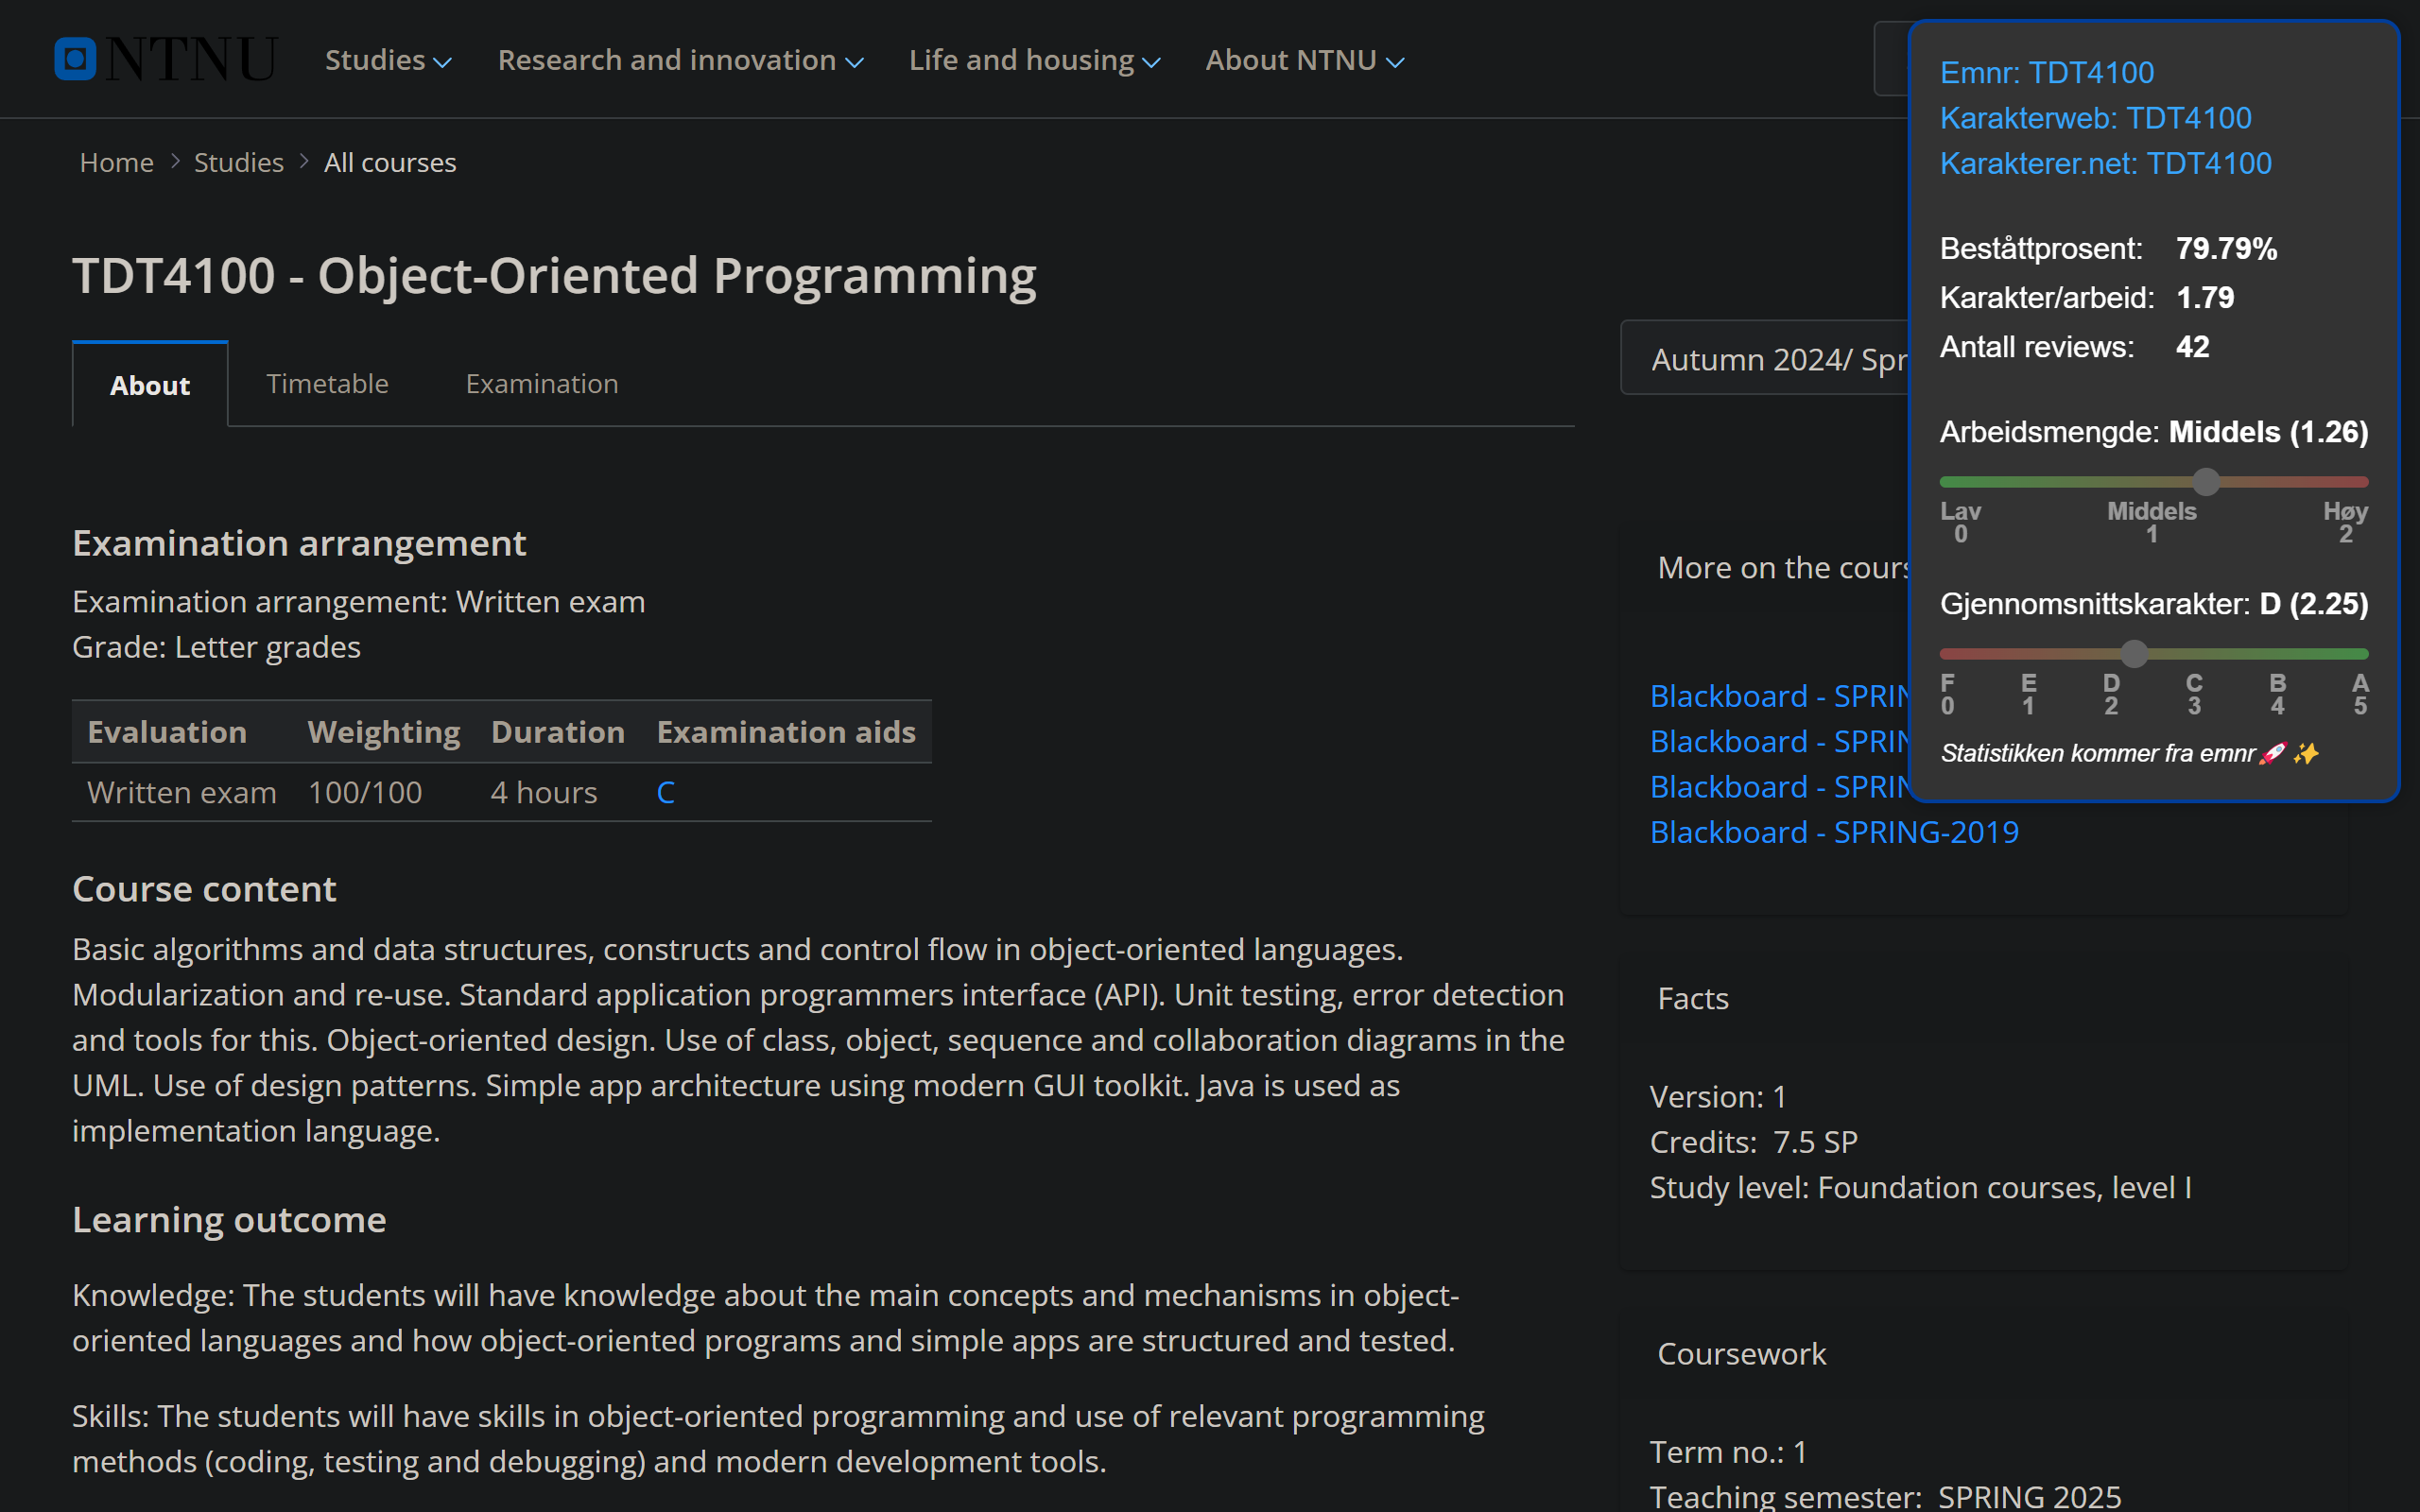 NTNU
Studies
Research and innovation
Life and housing
About NTNU
Home > Studies > All courses
TDT4100 - Object-Oriented Programming
About
Timetable
Examination
Autumn 2024/ Spr
Examination arrangement
Examination arrangement: Written exam
Grade: Letter grades
Evaluation Weighting Duration Examination aids
Written exam 100/100 4 hours C
Course content
Basic algorithms and data structures, constructs and control flow in object-oriented languages.
Modularization and re-use. Standard application programmers interface (API). Unit testing, error detection
and tools for this. Object-oriented design. Use of class, object, sequence and collaboration diagrams in the
UML. Use of design patterns. Simple app architecture using modern GUI toolkit. Java is used as
implementation language.
Learning outcome
Knowledge: The students will have knowledge about the main concepts and mechanisms in object-
oriented languages and how object-oriented programs and simple apps are structured and tested.
Skills: The students will have skills in object-oriented programming and use of relevant programming
methods (coding, testing and debugging) and modern development tools.
More on the cours
Blackboard - SPRIN
Blackboard - SPRIN
Blackboard - SPRIN
Blackboard - SPRING-2019
Facts
Version: 1
Credits: 7.5 SP
Study level: Foundation courses, level I
Coursework
Term no.: 1
Teaching semester: SPRING 2025
Emnr: TDT4100
Karakterweb: TDT4100
Karakterer.net: TDT4100
Beståttprosent: 79.79%
Karakter/arbeid: 1.79
Antall reviews: 42
Arbeidsmengde: Middels (1.26)
Lav Middels Høy
0 1 2
Gjennomsnittskarakter: D (2.25)
F E D C B A
0 1 2 3 4 5
Statistikken kommer fra emnr🚀✨